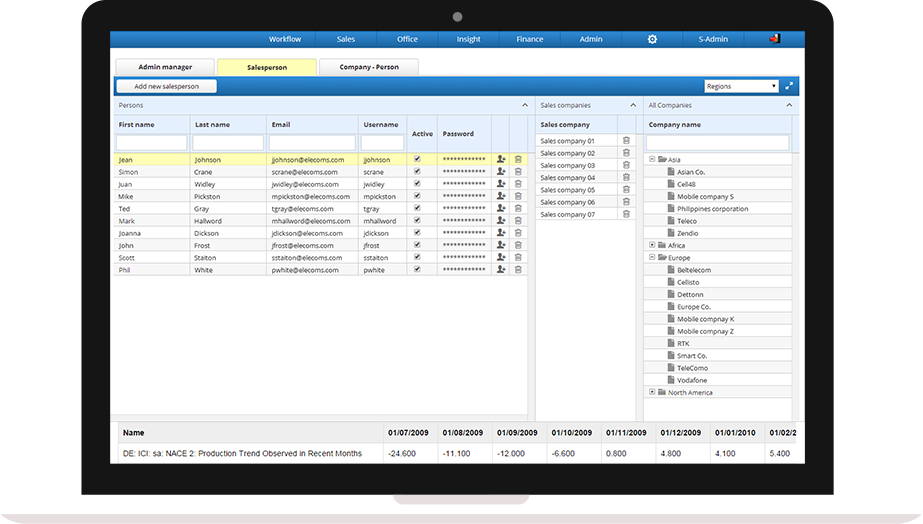 Workflow Sales Office Insight Finance Admin S-Admin
Admin manager Salesperson Company - Person
Add new salesperson Regions
Persons Sales companies All Companies
First name Last name Email Username Active Password Sales company Company name
Jean Johnson jjohnson@elecoms.com jjohnson ************
Simon Crane scrane@elecoms.com scrane ************
Juan Widley jwidley@elecoms.com jwidley ************
Mike Pickston mpickston@elecoms.com mpickston ************
Ted Gray tgray@elecoms.com tgray ************
Mark Hallword mhallword@elecoms.com mhallword ************
Joanna Dickson jdickson@elecoms.com jdickson ************
John Frost jfrost@elecoms.com jfrost ************
Scott Staiton sstaiton@elecoms.com sstaiton ************
Phil White pwhite@elecoms.com pwhite ************
Sales company 01
Sales company 02
Sales company 03
Sales company 04
Sales company 05
Sales company 06
Sales company 07
Asia
Asian Co.
Cell48
Mobile company S
Philippines corporation
Teleco
Zendio
Africa
Europe
Beltelecom
Cellisto
Dettonn
Europe Co.
Mobile compnay K
Mobile compnay Z
RTK
Smart Co.
TeleComo
Vodafone
North America
Name 01/07/2009 01/08/2009 01/09/2009 01/10/2009 01/11/2009 01/12/2009 01/01/2010 01/02/2
DE: ICI: sa: NACE 2: Production Trend Observed in Recent Months -24.600 -11.100 -12.000 -6.600 0.800 4.800 4.100 5.400